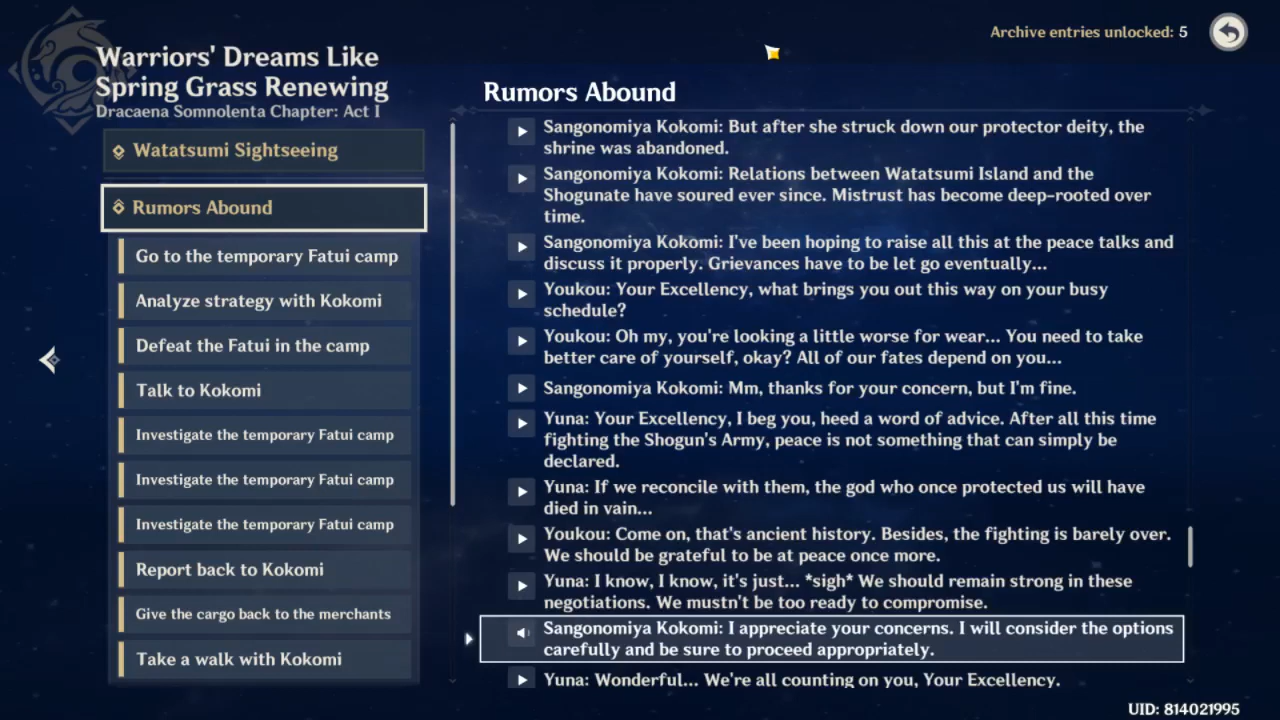 Archive entries unlocked: 5
Warriors' Dreams Like
Spring Grass Renewing
Dracaena Somnolenta Chapter: Act I
Watatsumi Sightseeing
Rumors Abound
Go to the temporary Fatui camp
Analyze strategy with Kokomi
Defeat the Fatui in the camp
Talk to Kokomi
Investigate the temporary Fatui camp
Investigate the temporary Fatui camp
Investigate the temporary Fatui camp
Report back to Kokomi
Give the cargo back to the merchants
Take a walk with Kokomi
Rumors Abound
Sangonomiya Kokomi: But after she struck down our protector deity, the
shrine was abandoned.
Sangonomiya Kokomi: Relations between Watatsumi Island and the
Shogunate have soured ever since. Mistrust has become deep-rooted over
time.
Sangonomiya Kokomi: I've been hoping to raise all this at the peace talks and
discuss it properly. Grievances have to be let go eventually...
Youkou: Your Excellency, what brings you out this way on your busy
schedule?
Youkou: Oh my, you're looking a little worse for wear... You need to take
better care of yourself, okay? All of our fates depend on you...
Sangonomiya Kokomi: Mm, thanks for your concern, but I'm fine.
Yuna: Your Excellency, I beg you, heed a word of advice. After all this time
fighting the Shogun's Army, peace is not something that can simply be
declared.
Yuna: If we reconcile with them, the god who once protected us will have
died in vain...
Youkou: Come on, that's ancient history. Besides, the fighting is barely over.
We should be grateful to be at peace once more.
Yuna: I know, I know, it's just... *sigh* We should remain strong in these
negotiations. We mustn't be too ready to compromise.
Sangonomiya Kokomi: I appreciate your concerns. I will consider the options
carefully and be sure to proceed appropriately.
Yuna: Wonderful... We're all counting on you, Your Excellency.
UID: 814021995